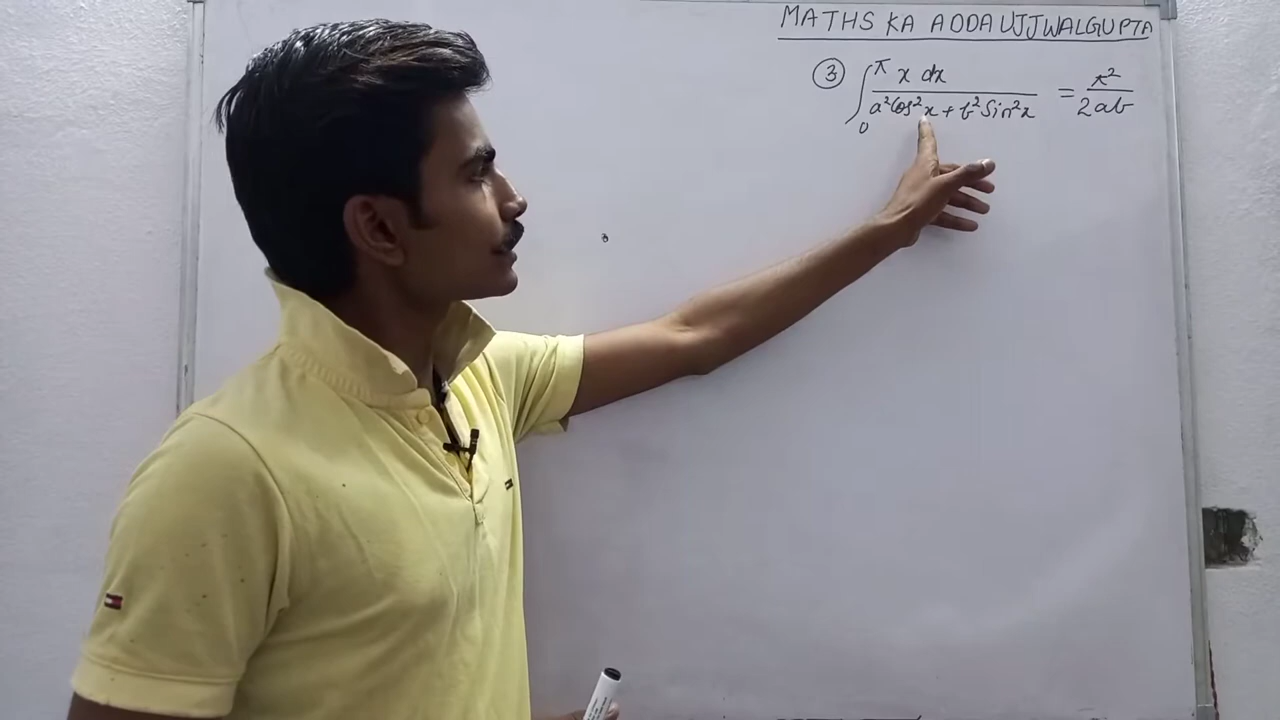 MATHS KA ADDA UJJWAL GUPTA
③ ∫₀^π x dx / (a²Cos²x + b²Sin²x) = π²/2ab